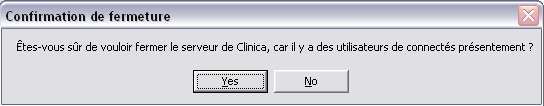 Confirmation de fermeture
Êtes-vous sûr de vouloir fermer le serveur de Clinica, car il y a des utilisateurs de connectés présentement ?
Yes
No